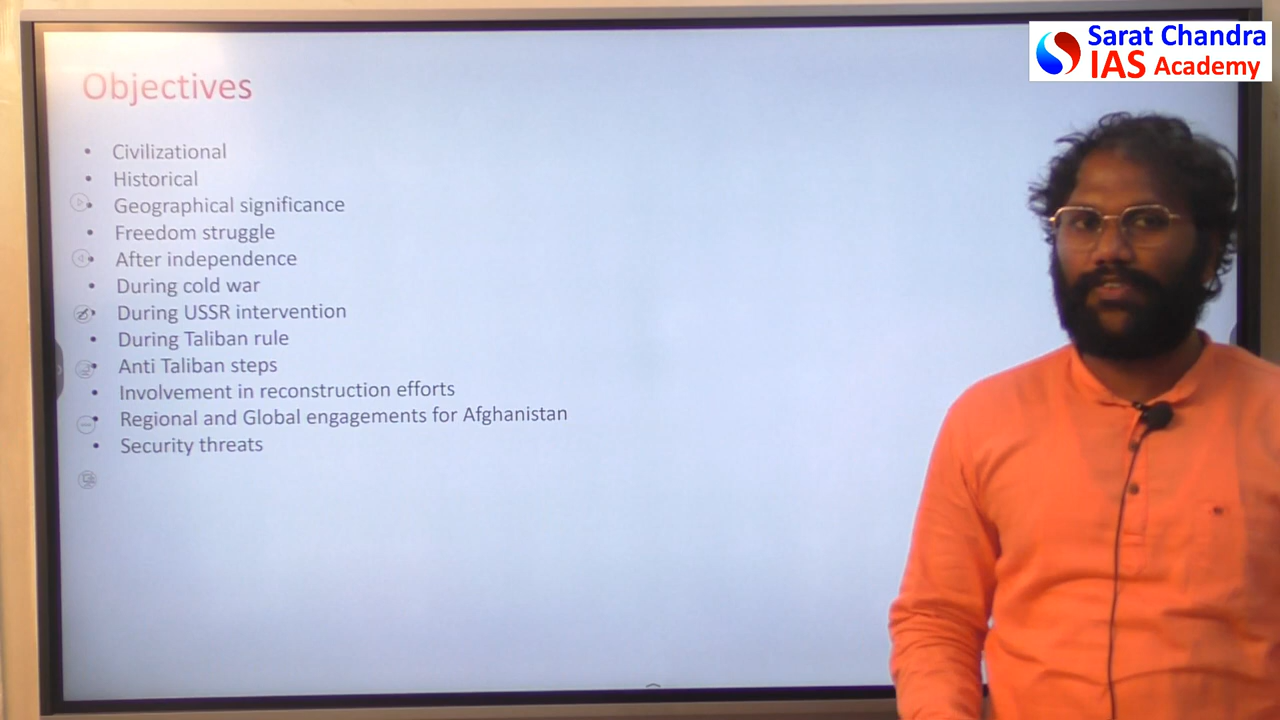 Sarat Chandra
IAS Academy
Objectives
• Civilizational
• Historical
• Geographical significance
• Freedom struggle
• After independence
• During cold war
• During USSR intervention
• During Taliban rule
• Anti Taliban steps
• Involvement in reconstruction efforts
• Regional and Global engagements for Afghanistan
• Security threats